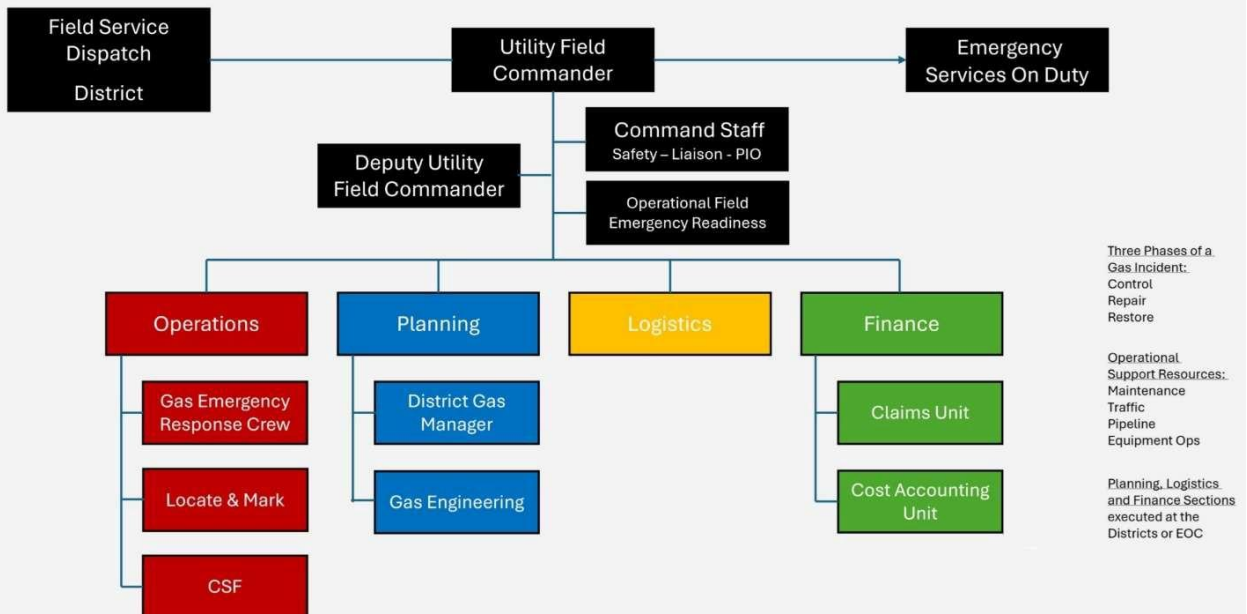 Field Service
Dispatch
District
Utility Field
Commander
Emergency
Services On Duty
Command Staff
Safety – Liaison - PIO
Deputy Utility
Field Commander
Operational Field
Emergency Readiness
Operations
Planning
Logistics
Finance
Gas Emergency
Response Crew
Locate & Mark
CSF
District Gas
Manager
Gas Engineering
Claims Unit
Cost Accounting
Unit
Three Phases of a
Gas Incident:
Control
Repair
Restore
Operational
Support Resources:
Maintenance
Traffic
Pipeline
Equipment Ops
Planning, Logistics
and Finance Sections
executed at the
Districts or EOC